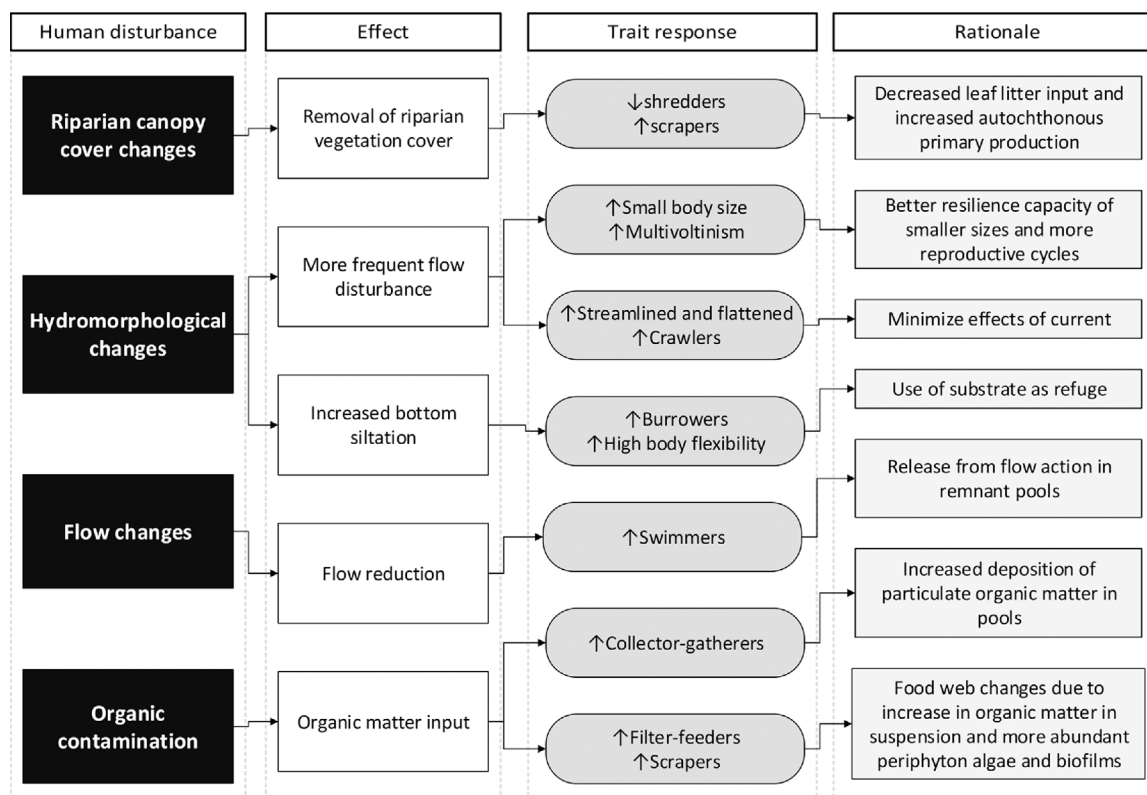 Human disturbance
Effect
Trait response
Rationale
Riparian canopy
cover changes
Removal of riparian
vegetation cover
↓shredders
↑scrapers
Decreased leaf litter input and
increased autochthonous
primary production
Hydromorphological
changes
More frequent flow
disturbance
↑Small body size
↑Multivoltinism
Better resilience capacity of
smaller sizes and more
reproductive cycles
↑Streamlined and flattened
↑Crawlers
Minimize effects of current
Increased bottom
siltation
↑Burrowers
↑High body flexibility
Use of substrate as refuge
Flow changes
Flow reduction
↑Swimmers
Release from flow action in
remnant pools
Organic
contamination
Organic matter input
↑Collector-gatherers
Increased deposition of
particulate organic matter in
pools
↑Filter-feeders
↑Scrapers
Food web changes due to
increase in organic matter in
suspension and more abundant
periphyton algae and biofilms